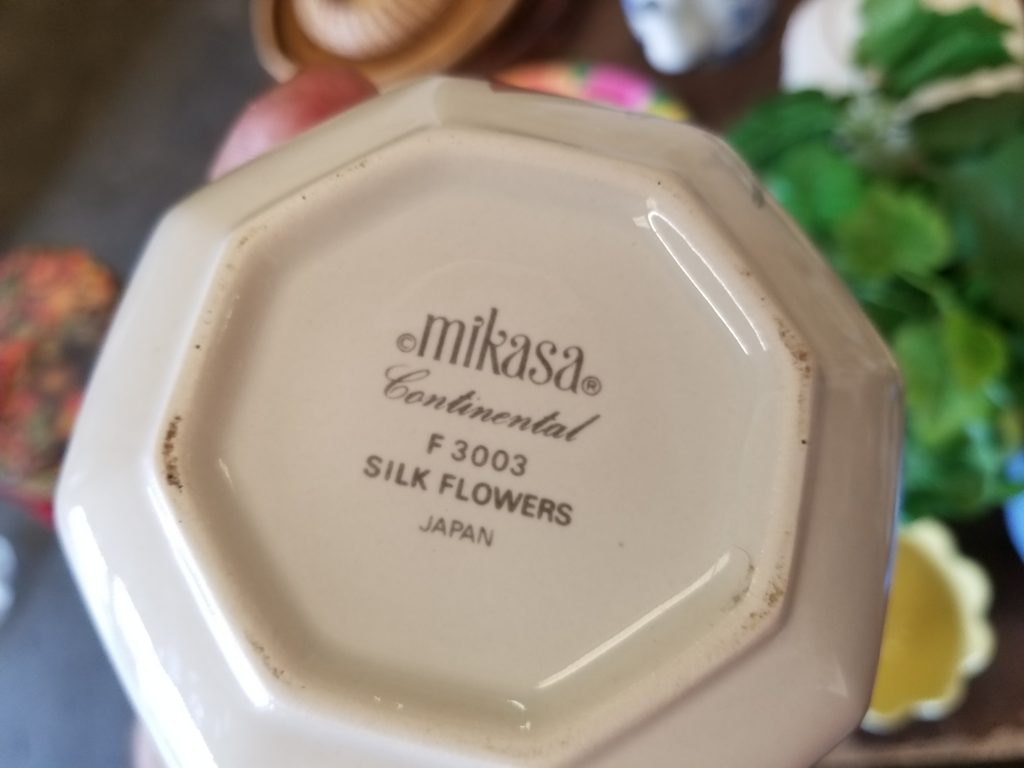 ©mikasa®
Continental
F 3003
SILK FLOWERS
JAPAN